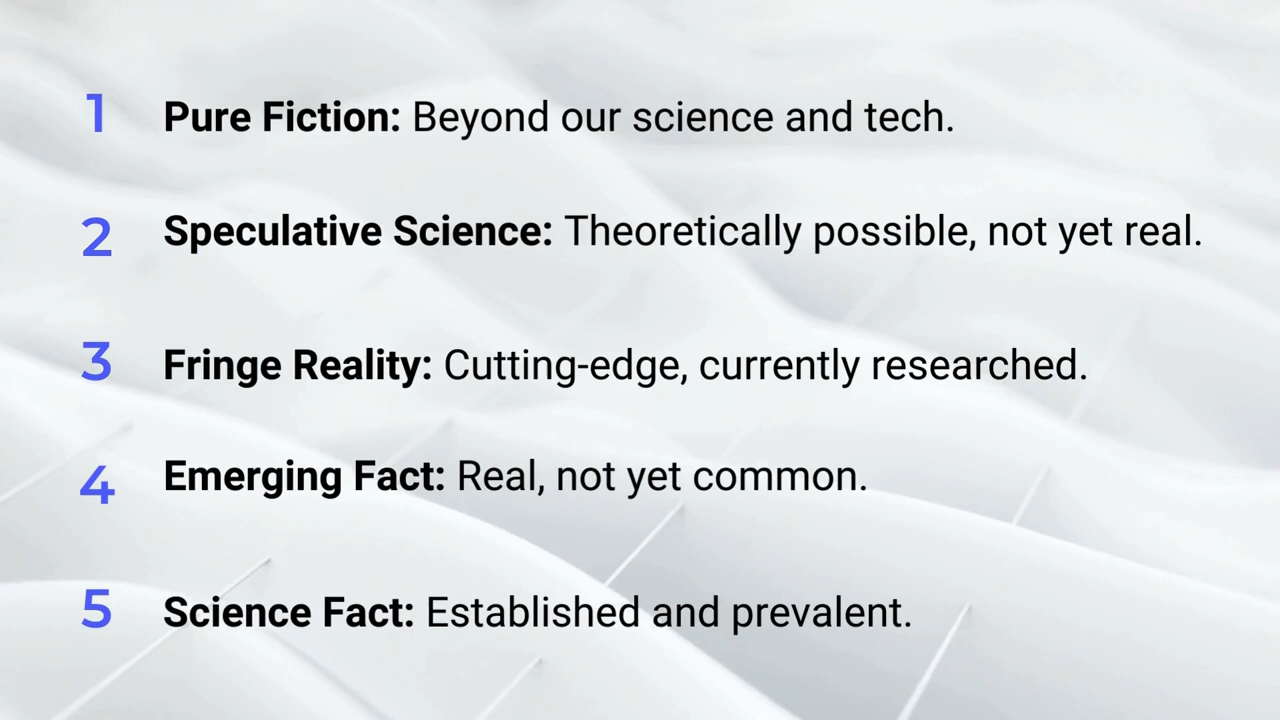 1 Pure Fiction: Beyond our science and tech.
2 Speculative Science: Theoretically possible, not yet real.
3 Fringe Reality: Cutting-edge, currently researched.
4 Emerging Fact: Real, not yet common.
5 Science Fact: Established and prevalent.